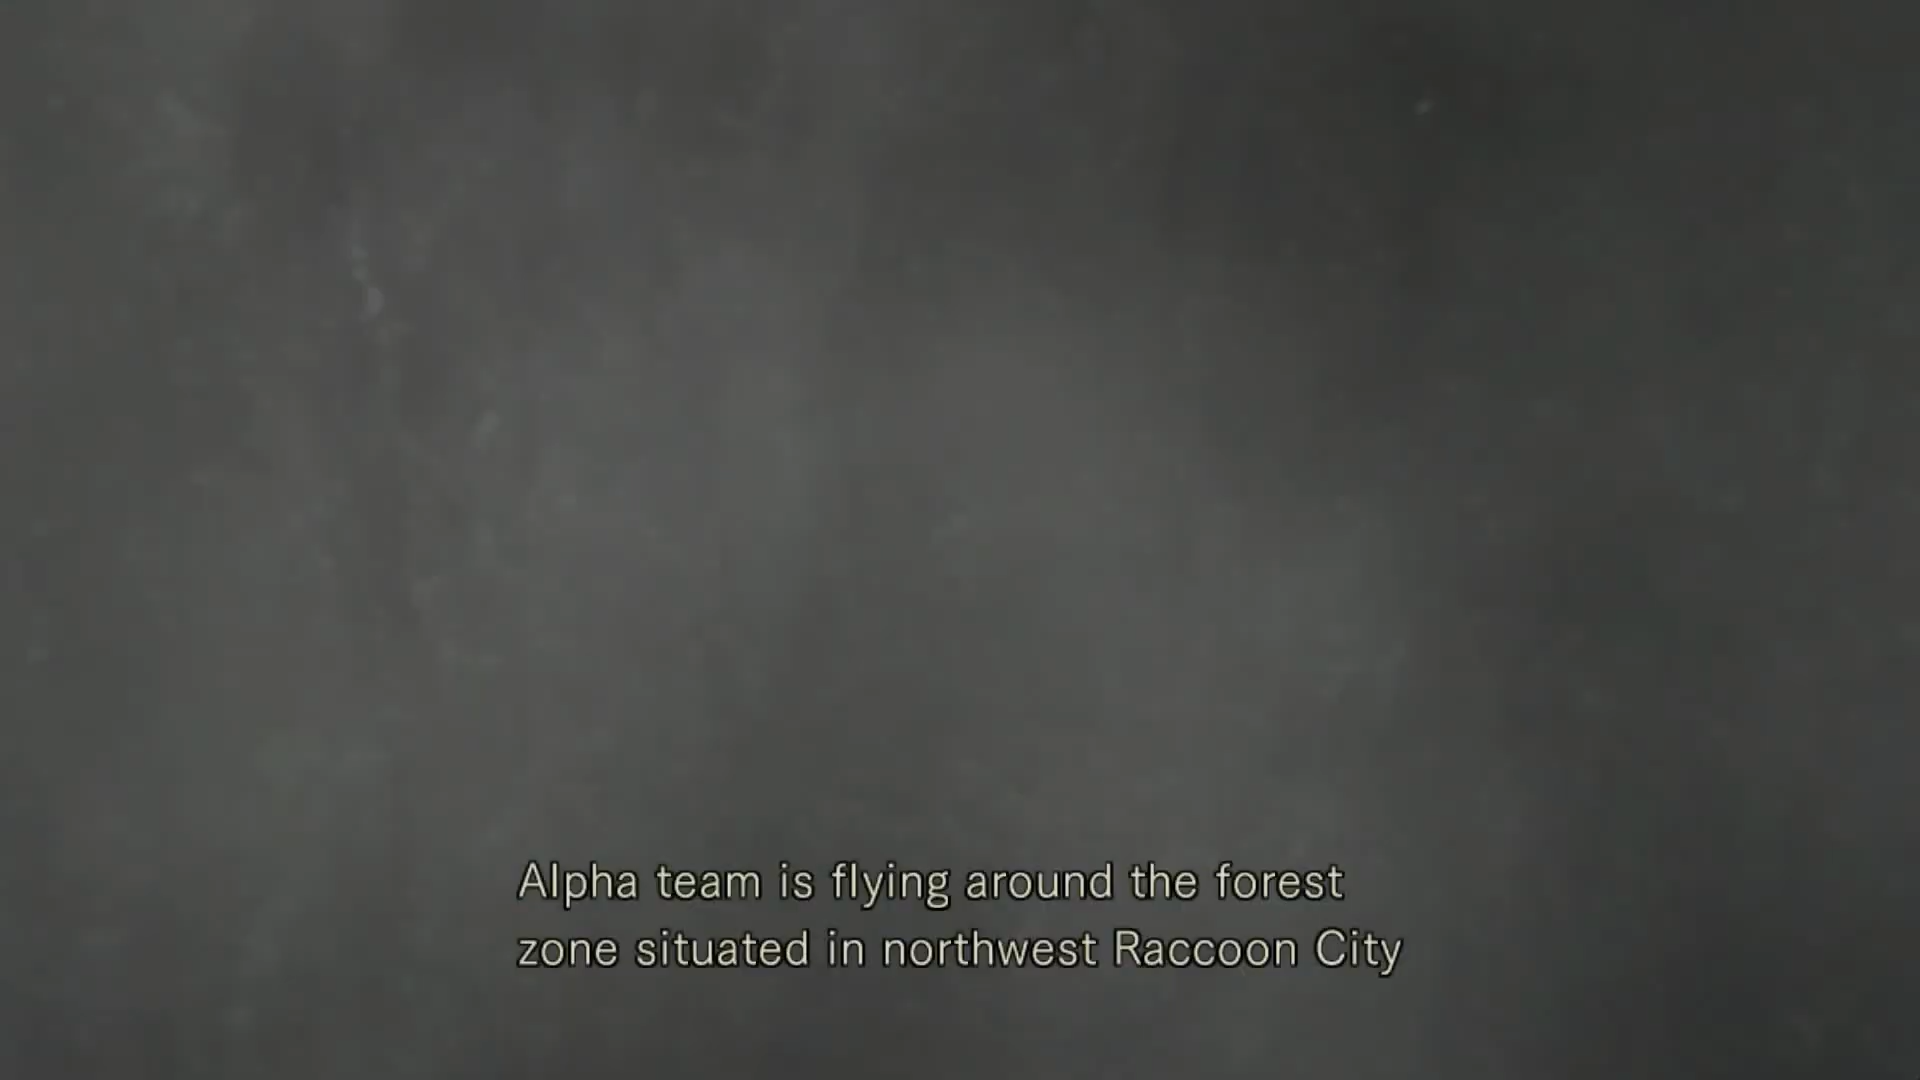 Alpha team is flying around the forest
zone situated in northwest Raccoon City